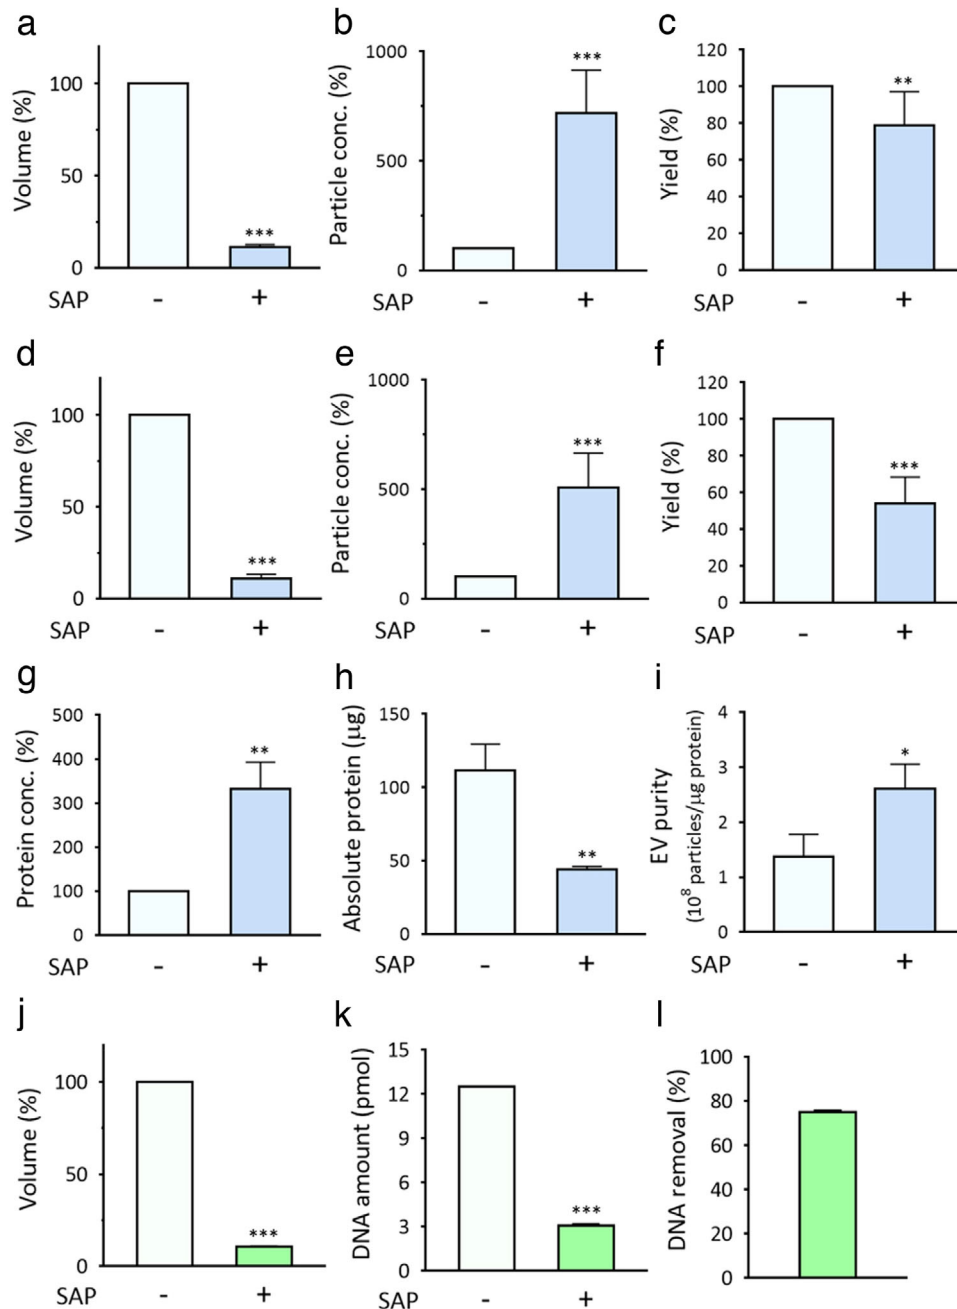 a
Volume (%)
100
50
0
***
SAP - +
b
Particle conc. (%)
1000
500
0
***
- +
c
Yield (%)
120
100
80
60
40
20
0
**
SAP - +
d
Volume (%)
100
50
0
***
SAP - +
e
Particle conc. (%)
1000
500
0
***
- +
f
Yield (%)
120
100
80
60
40
20
0
***
SAP - +
g
Protein conc. (%)
500
400
300
200
100
0
**
SAP - +
h
Absolute protein (µg)
150
100
50
0
**
SAP - +
i
EV purity
(10⁸ particles/µg protein)
4
3
2
1
0
*
SAP - +
j
Volume (%)
100
50
0
***
SAP - +
k
DNA amount (pmol)
15
12
9
6
3
0
***
SAP - +
l
DNA removal (%)
100
80
60
40
20
0